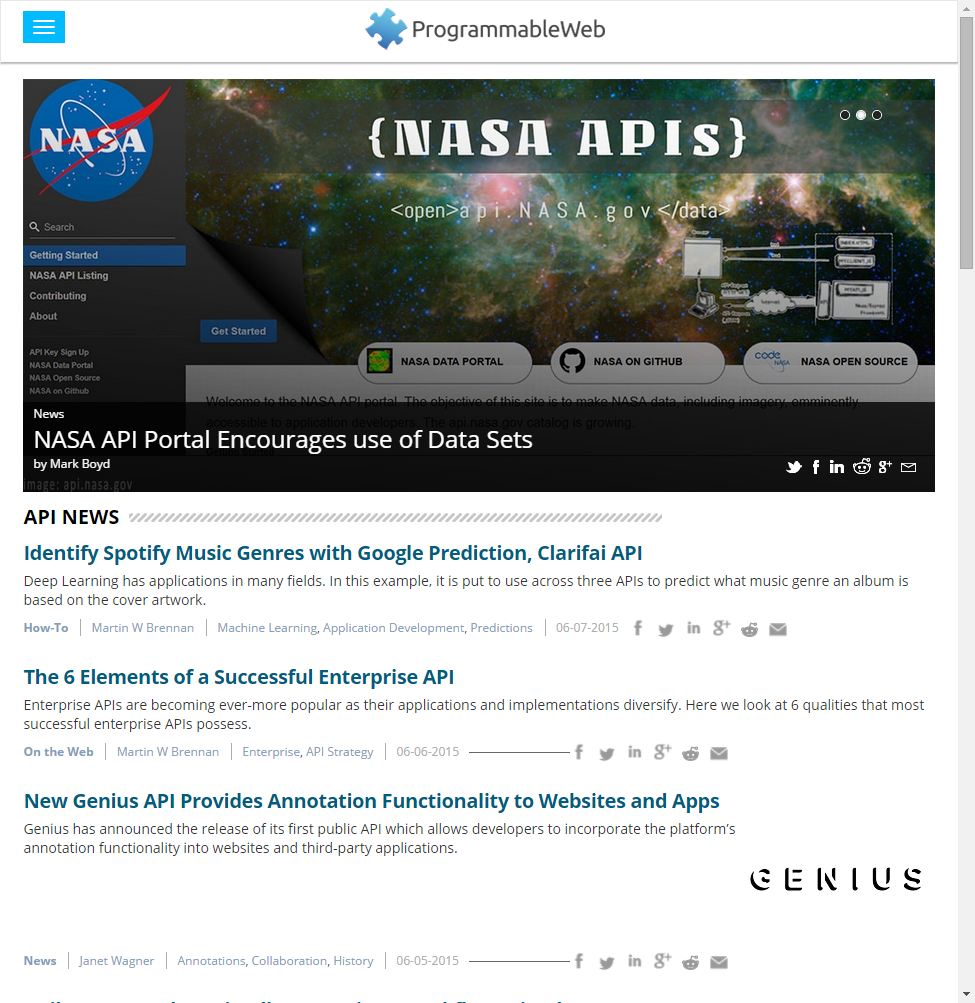 ProgrammableWeb
NASA
{NASA APIs}
<open>api.NASA.gov</data>
Search
Getting Started
NASA API Listing
Contributing
About
Get Started
API Key Sign Up
NASA Data Portal
NASA Open Source
NASA on Github
INDEX.HTML
Internet
API
NASA DATA PORTAL
NASA ON GITHUB
code NASA
NASA OPEN SOURCE
Welcome to the NASA API portal. The objective of this site is to make NASA data, including imagery, eminently
accessible to application developers. The api.nasa.gov catalog is growing.
News
NASA API Portal Encourages use of Data Sets
by Mark Boyd
image: api.nasa.gov
API NEWS
Identify Spotify Music Genres with Google Prediction, Clarifai API
Deep Learning has applications in many fields. In this example, it is put to use across three APIs to predict what music genre an album is
based on the cover artwork.
How-To Martin W Brennan Machine Learning, Application Development, Predictions 06-07-2015
The 6 Elements of a Successful Enterprise API
Enterprise APIs are becoming ever-more popular as their applications and implementations diversify. Here we look at 6 qualities that most
successful enterprise APIs possess.
On the Web Martin W Brennan Enterprise, API Strategy 06-06-2015
New Genius API Provides Annotation Functionality to Websites and Apps
Genius has announced the release of its first public API which allows developers to incorporate the platform's
annotation functionality into websites and third-party applications.
GENIUS
News Janet Wagner Annotations, Collaboration, History 06-05-2015